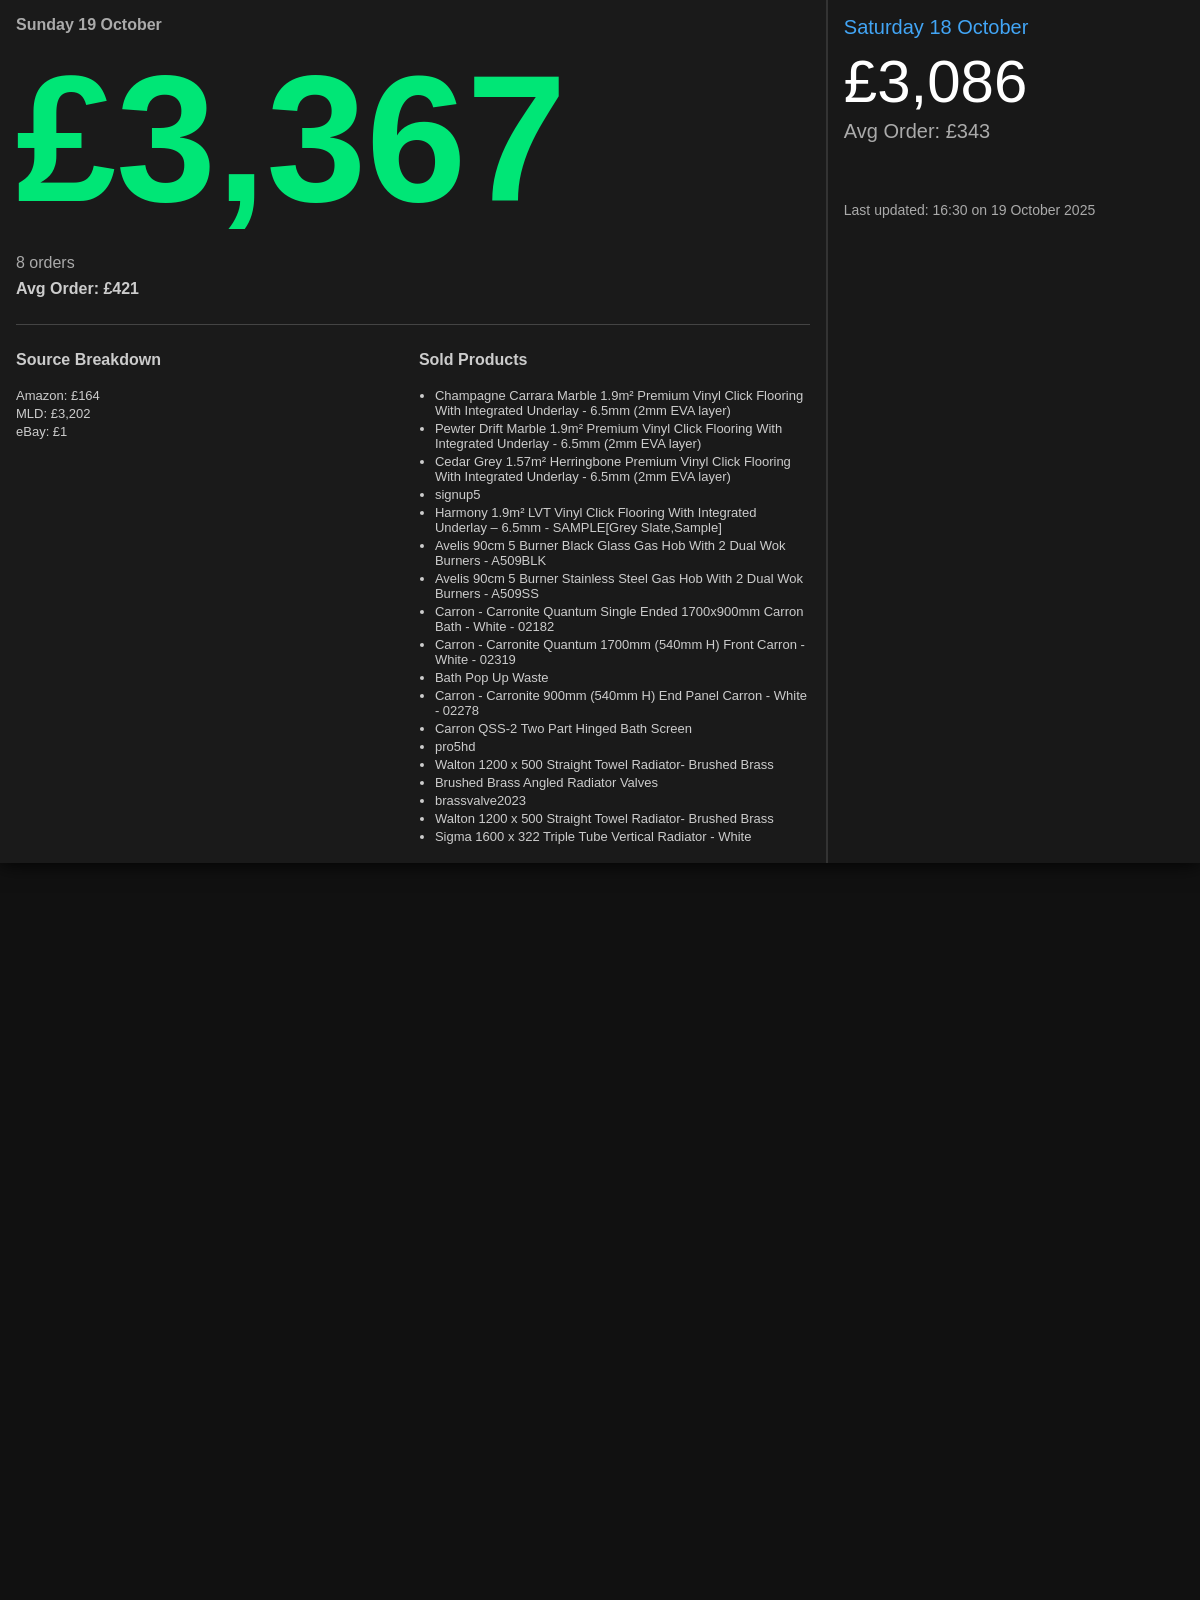 Sunday 19 October
£3,367
8 orders
Avg Order: £421
Source Breakdown
Amazon: £164
MLD: £3,202
eBay: £1
Sold Products
• Champagne Carrara Marble 1.9m² Premium Vinyl Click Flooring
With Integrated Underlay - 6.5mm (2mm EVA layer)
• Pewter Drift Marble 1.9m² Premium Vinyl Click Flooring With
Integrated Underlay - 6.5mm (2mm EVA layer)
• Cedar Grey 1.57m² Herringbone Premium Vinyl Click Flooring
With Integrated Underlay - 6.5mm (2mm EVA layer)
• signup5
• Harmony 1.9m² LVT Vinyl Click Flooring With Integrated
Underlay – 6.5mm - SAMPLE[Grey Slate,Sample]
• Avelis 90cm 5 Burner Black Glass Gas Hob With 2 Dual Wok
Burners - A509BLK
• Avelis 90cm 5 Burner Stainless Steel Gas Hob With 2 Dual Wok
Burners - A509SS
• Carron - Carronite Quantum Single Ended 1700x900mm Carron
Bath - White - 02182
• Carron - Carronite Quantum 1700mm (540mm H) Front Carron -
White - 02319
• Bath Pop Up Waste
• Carron - Carronite 900mm (540mm H) End Panel Carron - White
- 02278
• Carron QSS-2 Two Part Hinged Bath Screen
• pro5hd
• Walton 1200 x 500 Straight Towel Radiator- Brushed Brass
• Brushed Brass Angled Radiator Valves
• brassvalve2023
• Walton 1200 x 500 Straight Towel Radiator- Brushed Brass
• Sigma 1600 x 322 Triple Tube Vertical Radiator - White
Saturday 18 October
£3,086
Avg Order: £343
Last updated: 16:30 on 19 October 2025